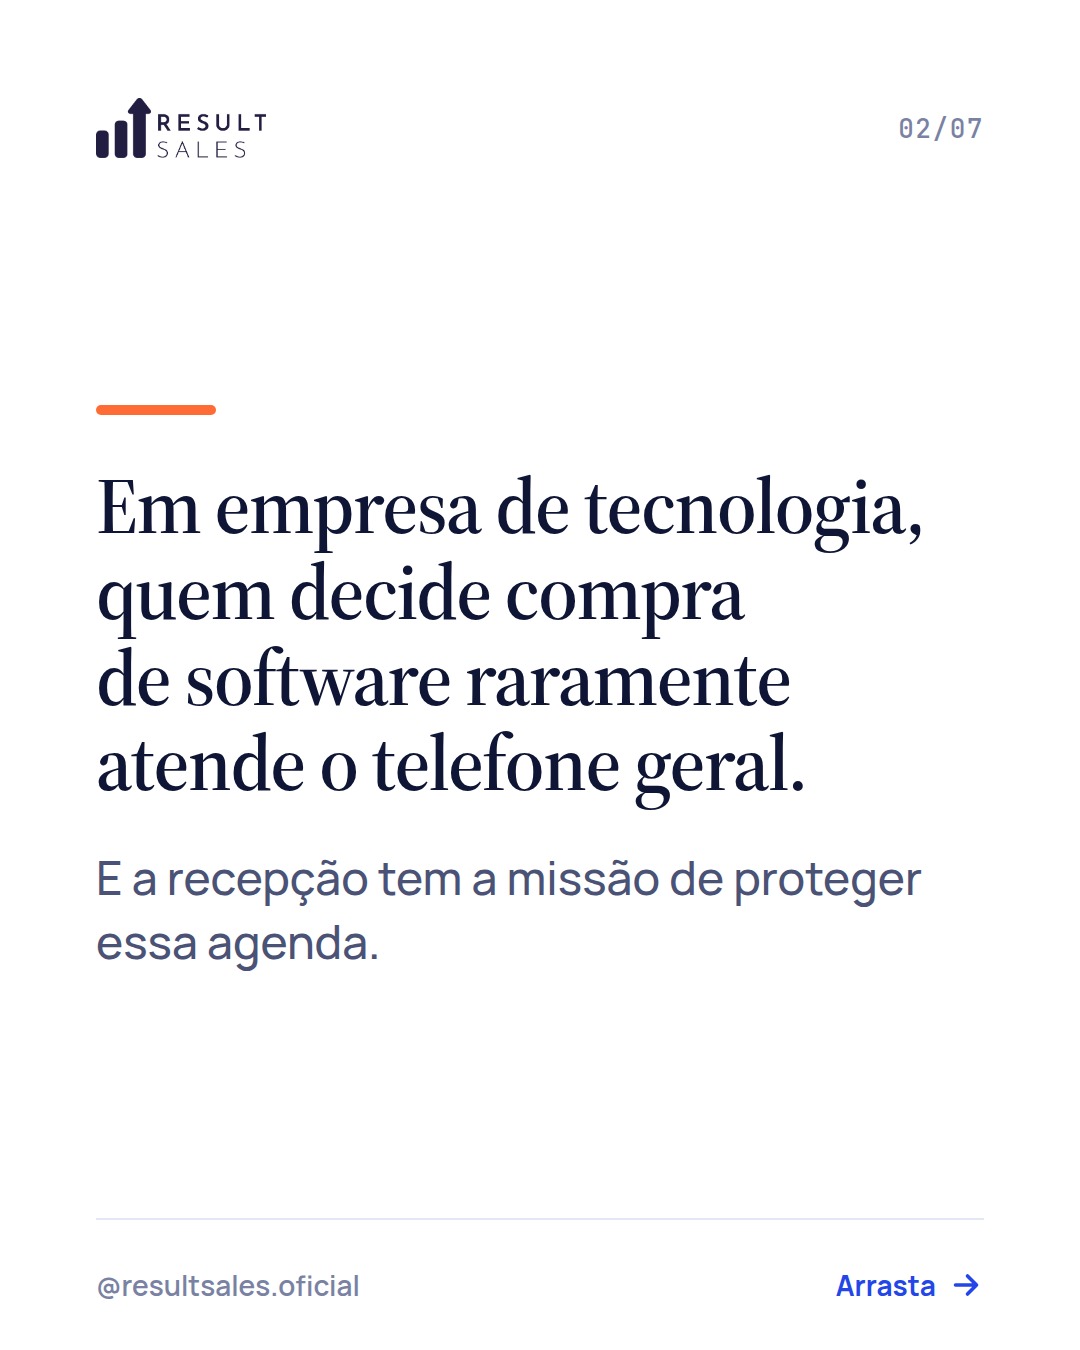 RESULT
SALES
02/07
Em empresa de tecnologia,
quem decide compra
de software raramente
atende o telefone geral.
E a recepção tem a missão de proteger
essa agenda.
@resultsales.oficial
Arrasta →